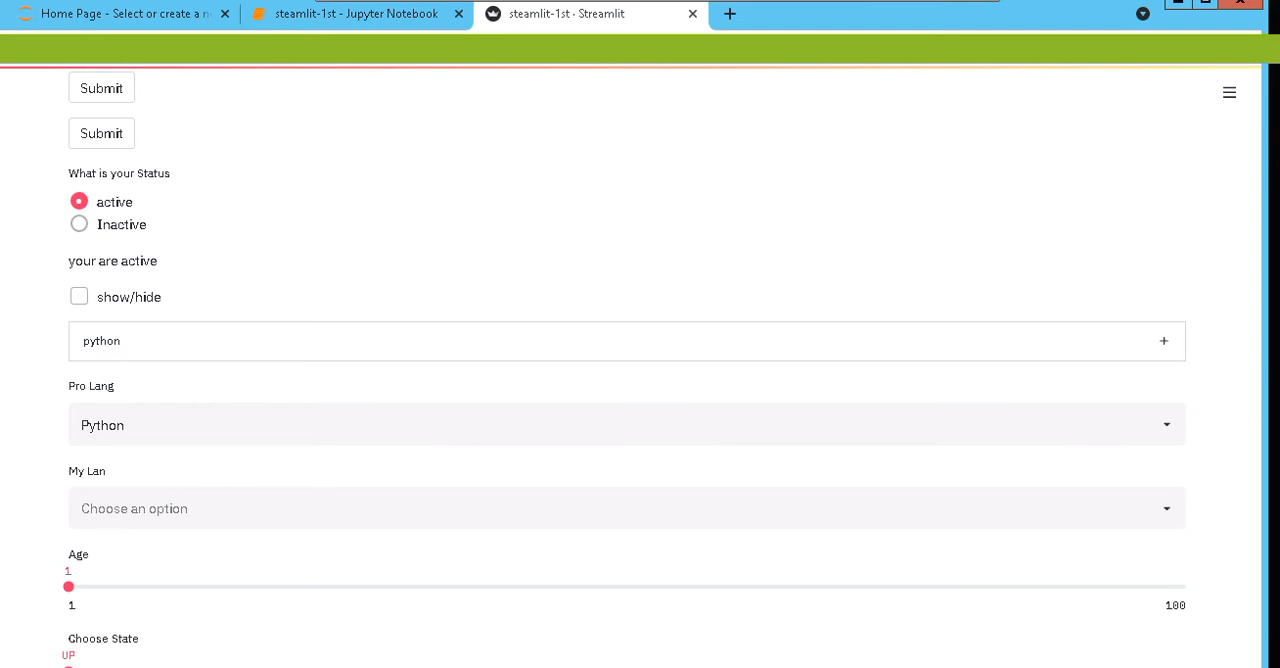 Home Page - Select or create a n
steamlit-1st - Jupyter Notebook
steamlit-1st · Streamlit
Submit
Submit
What is your Status
active
Inactive
your are active
show/hide
python
Pro Lang
Python
My Lan
Choose an option
Age
1
1
100
Choose State
UP